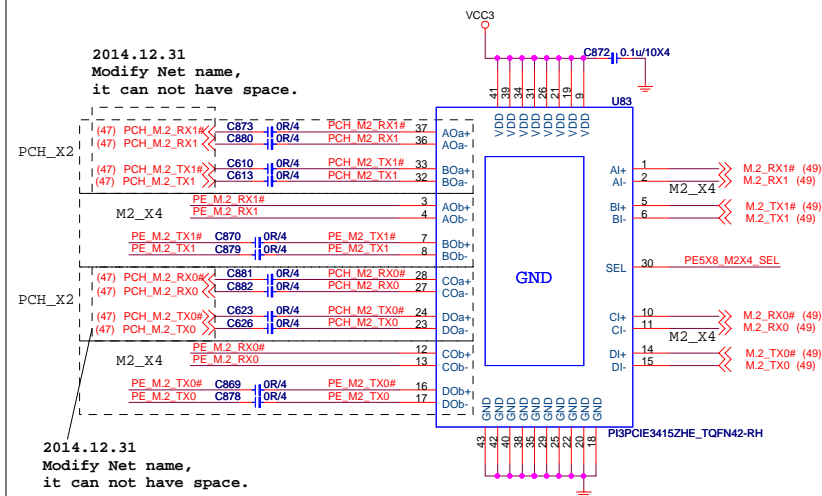 VCC3
2014.12.31
Modify Net name,
it can not have space.
C872 0.1u/10X4
U83
41 39 34 31 26 21 19 9
VDD VDD VDD VDD VDD VDD VDD VDD
PCH_X2
(47) PCH_M.2_RX1# C873 0R/4 PCH_M2_RX1# 37 AOa+
(47) PCH_M.2_RX1 C880 0R/4 PCH_M2_RX1 36 AOa-
(47) PCH_M.2_TX1# C610 0R/4 PCH_M2_TX1# 33 BOa+
(47) PCH_M.2_TX1 C613 0R/4 PCH_M2_TX1 32 BOa-
M2_X4
PE_M.2_RX1# 3 AOb+
PE_M.2_RX1 4 AOb-
PE_M.2_TX1# C870 0R/4 PE_M2_TX1# 7 BOb+
PE_M.2_TX1 C879 0R/4 PE_M2_TX1 8 BOb-
PCH_X2
(47) PCH_M.2_RX0# C881 0R/4 PCH_M2_RX0# 28 COa+
(47) PCH_M.2_RX0 C882 0R/4 PCH_M2_RX0 27 COa-
(47) PCH_M.2_TX0# C623 0R/4 PCH_M2_TX0# 24 DOa+
(47) PCH_M.2_TX0 C626 0R/4 PCH_M2_TX0 23 DOa-
M2_X4
PE_M.2_RX0# 12 COb+
PE_M.2_RX0 13 COb-
PE_M.2_TX0# C869 0R/4 PE_M2_TX0# 16 DOb+
PE_M.2_TX0 C878 0R/4 PE_M2_TX0 17 DOb-
GND
AI+ 1 M.2_RX1# (49)
AI- 2 M.2_RX1 (49)
M2_X4
BI+ 5 M.2_TX1# (49)
BI- 6 M.2_TX1 (49)
SEL 30 PE5X8_M2X4_SEL
CI+ 10 M.2_RX0# (49)
CI- 11 M.2_RX0 (49)
M2_X4
DI+ 14 M.2_TX0# (49)
DI- 15 M.2_TX0 (49)
GND GND GND GND GND GND GND GND GND GND
43 42 40 38 35 29 25 22 20 18
PI3PCIE3415ZHE_TQFN42-RH
2014.12.31
Modify Net name,
it can not have space.